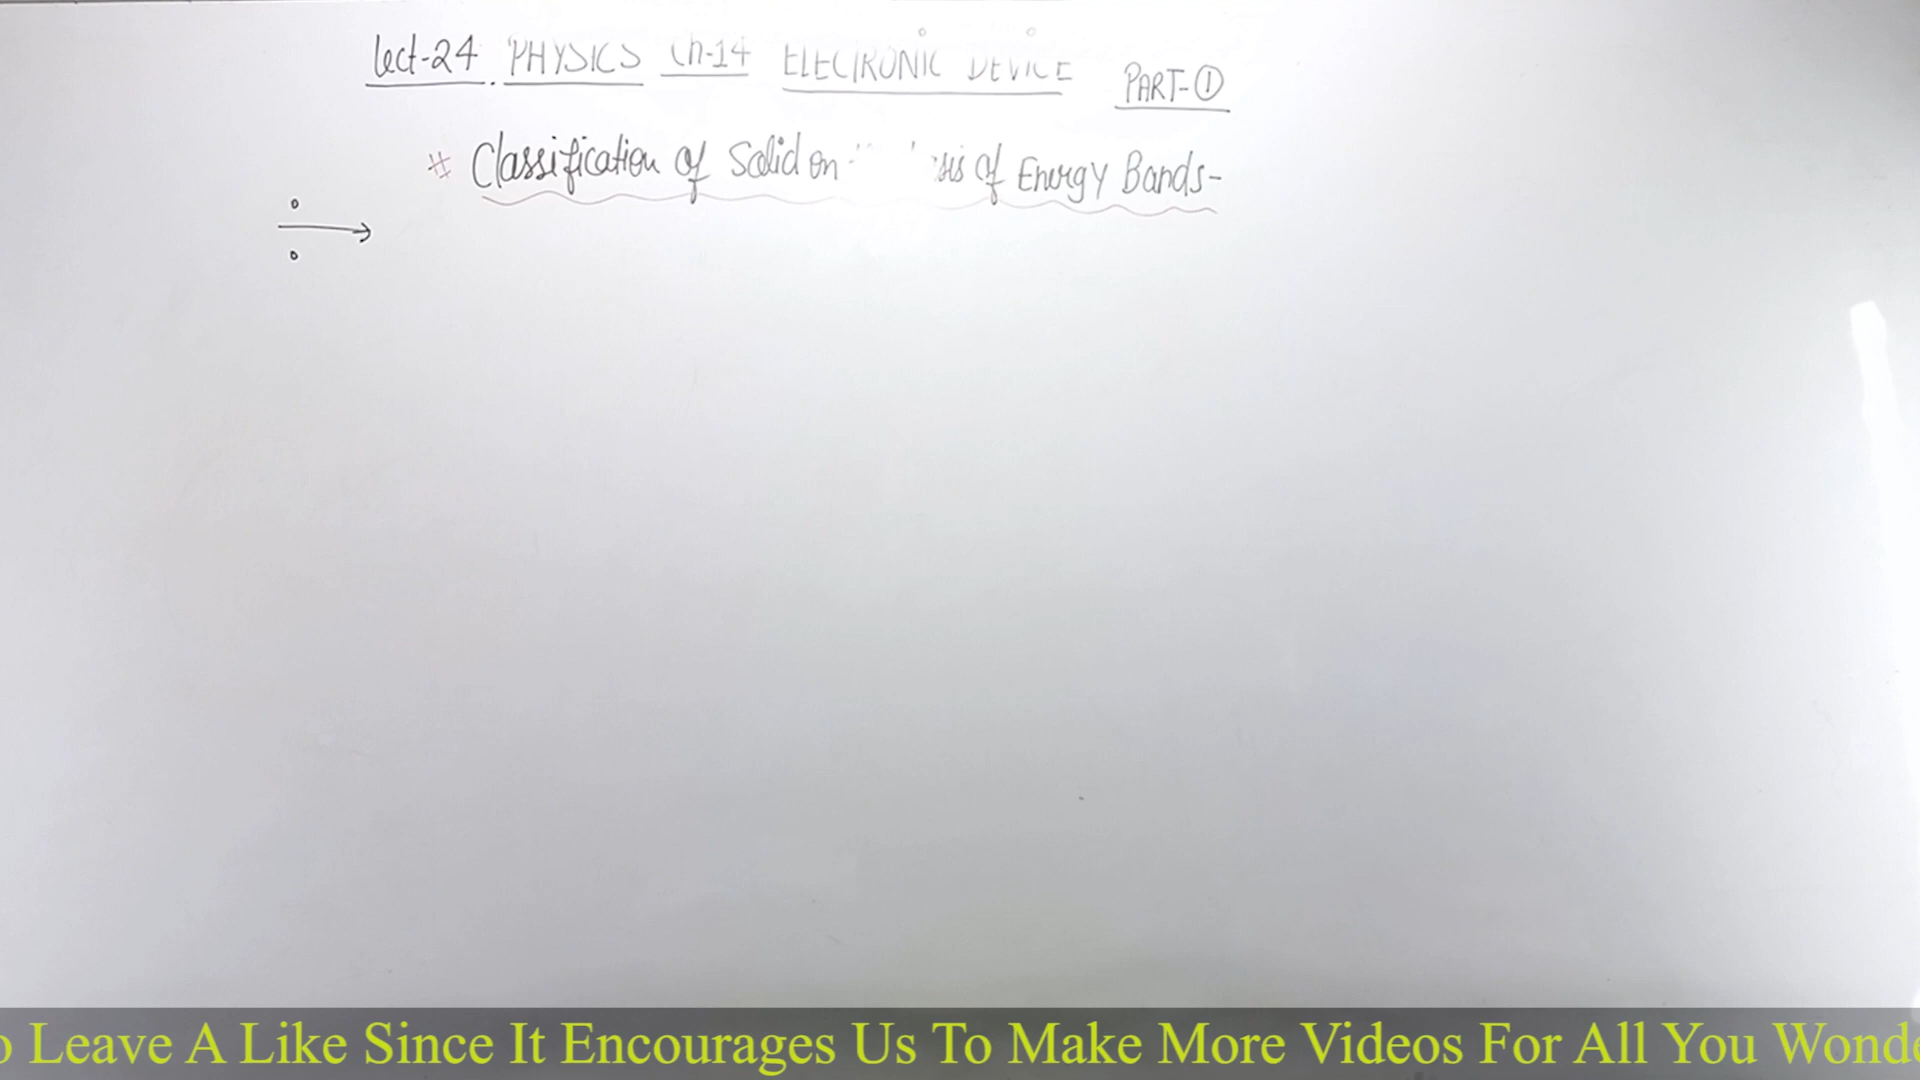 Lect-24 PHYSICS Ch-14 ELECTRONIC DEVICE PART-①
# Classification of Solid on sis of Energy Bands-
Leave A Like Since It Encourages Us To Make More Videos For All You